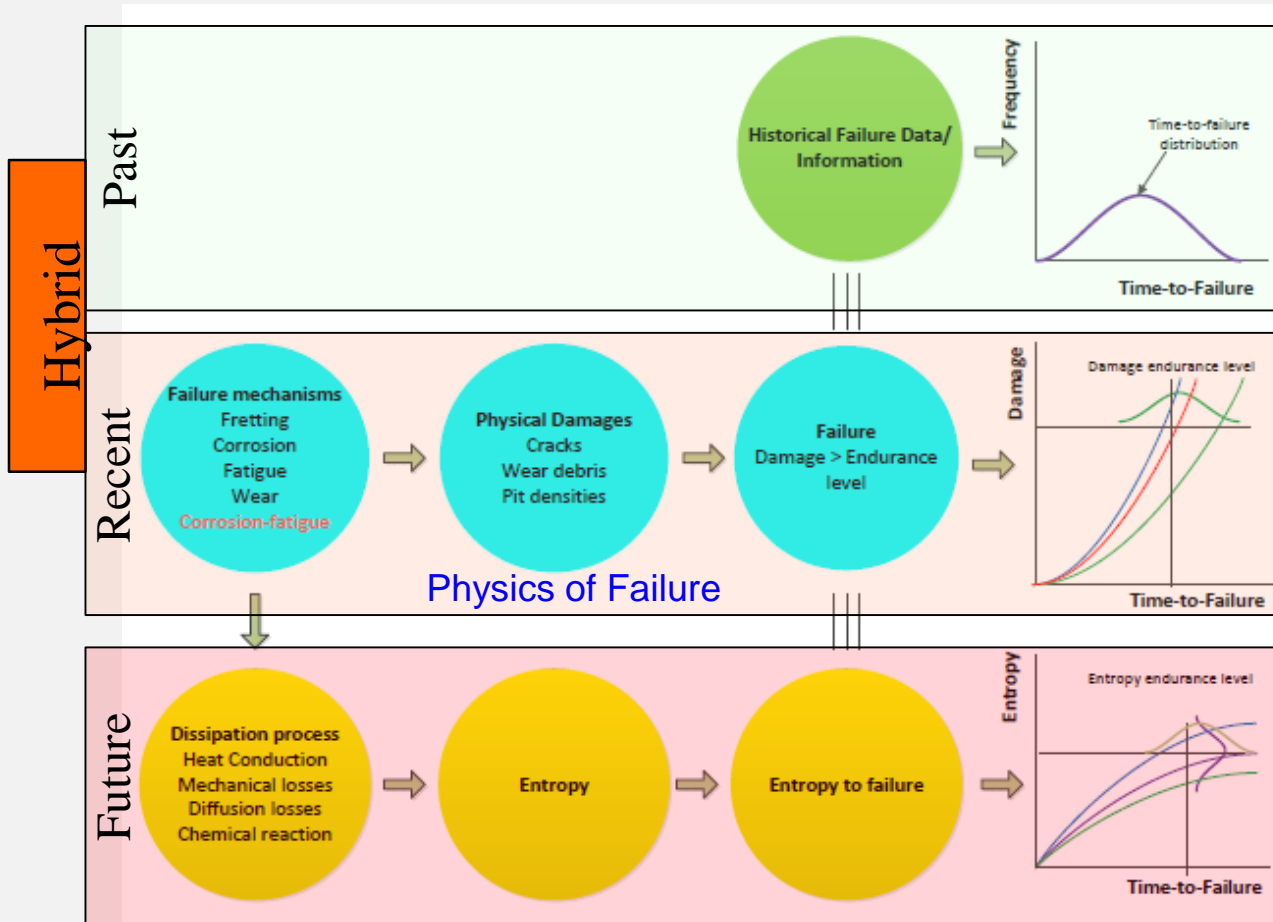 Hybrid
Past
Historical Failure Data/
Information
Frequency
Time-to-failure
distribution
Time-to-Failure
Recent
Failure mechanisms
Fretting
Corrosion
Fatigue
Wear
Corrosion-fatigue
Physical Damages
Cracks
Wear debris
Pit densities
Failure
Damage > Endurance
level
Physics of Failure
Damage
Damage endurance level
Time-to-Failure
Future
Dissipation process
Heat Conduction
Mechanical losses
Diffusion losses
Chemical reaction
Entropy
Entropy to failure
Entropy
Entropy endurance level
Time-to-Failure